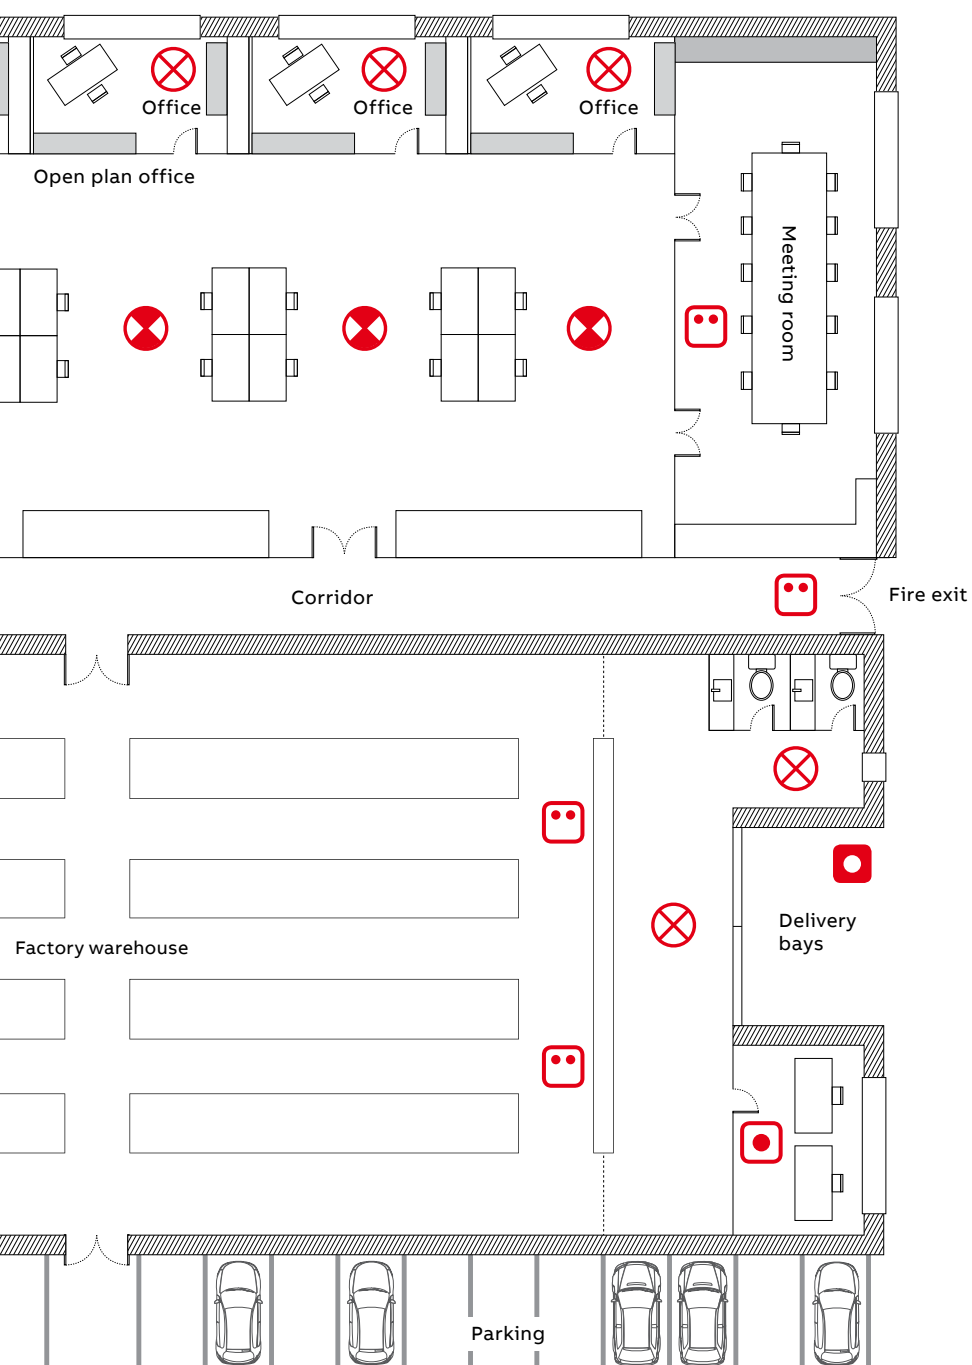 Office
Office
Office
Open plan office
Meeting room
Corridor
Fire exit
Factory warehouse
Delivery
bays
Parking